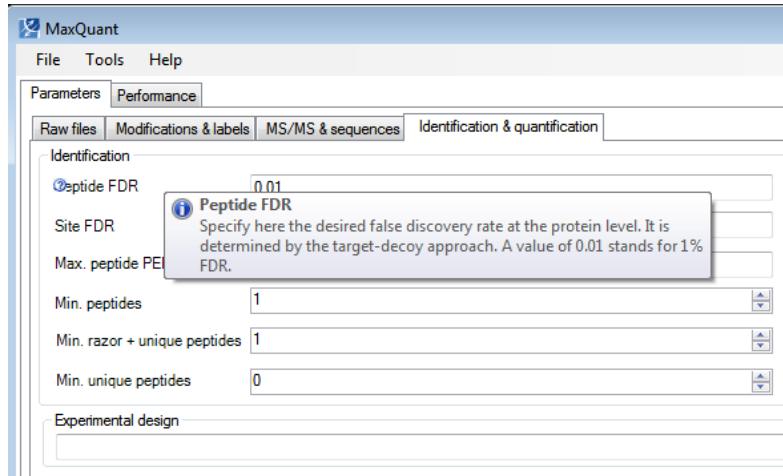 MaxQuant
File Tools Help
Parameters Performance
Raw files Modifications & labels MS/MS & sequences Identification & quantification
Identification
eptide FDR 0.01
Peptide FDR
Specify here the desired false discovery rate at the protein level. It is
determined by the target-decoy approach. A value of 0.01 stands for 1%
FDR.
Site FDR
Max. peptide PE
Min. peptides 1
Min. razor + unique peptides 1
Min. unique peptides 0
Experimental design